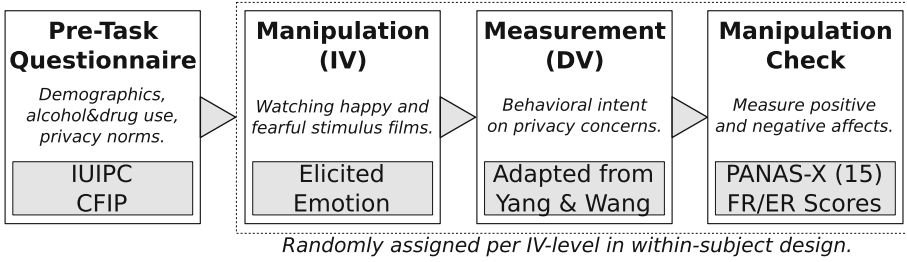 Pre-Task
Questionnaire
Demographics,
alcohol&drug use,
privacy norms.
IUIPC
CFIP
Manipulation
(IV)
Watching happy and
fearful stimulus films.
Elicited
Emotion
Measurement
(DV)
Behavioral intent
on privacy concerns.
Adapted from
Yang & Wang
Manipulation
Check
Measure positive
and negative affects.
PANAS-X (15)
FR/ER Scores
Randomly assigned per IV-level in within-subject design.